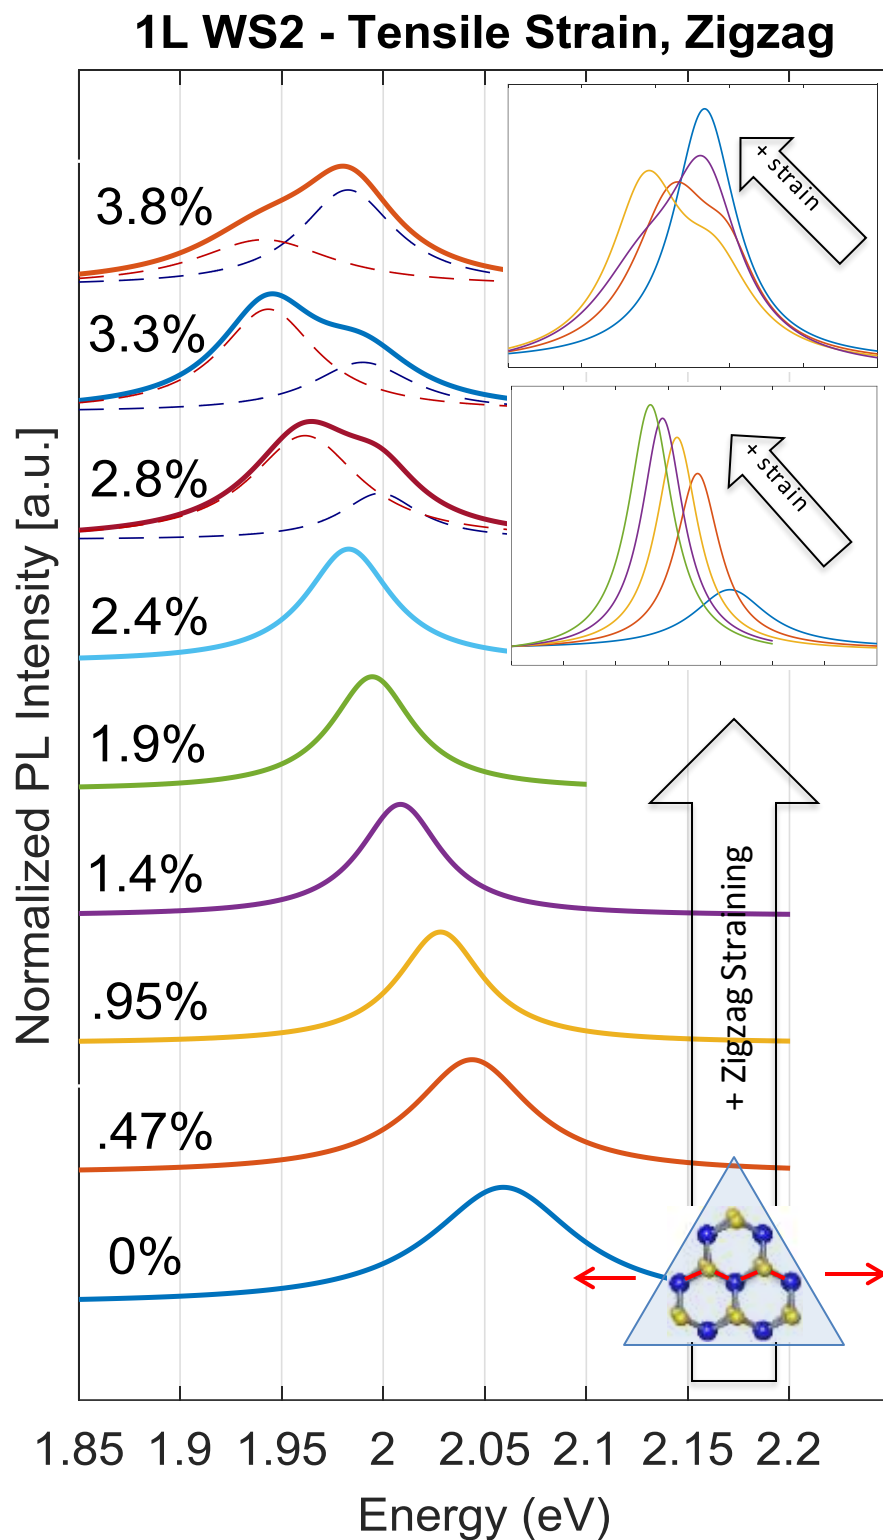 1L WS2 - Tensile Strain, Zigzag
+ strain
3.8%
3.3%
+ strain
2.8%
2.4%
1.9%
1.4%
.95%
.47%
0%
+ Zigzag Straining
Normalized PL Intensity [a.u.]
1.85 1.9 1.95 2 2.05 2.1 2.15 2.2
Energy (eV)